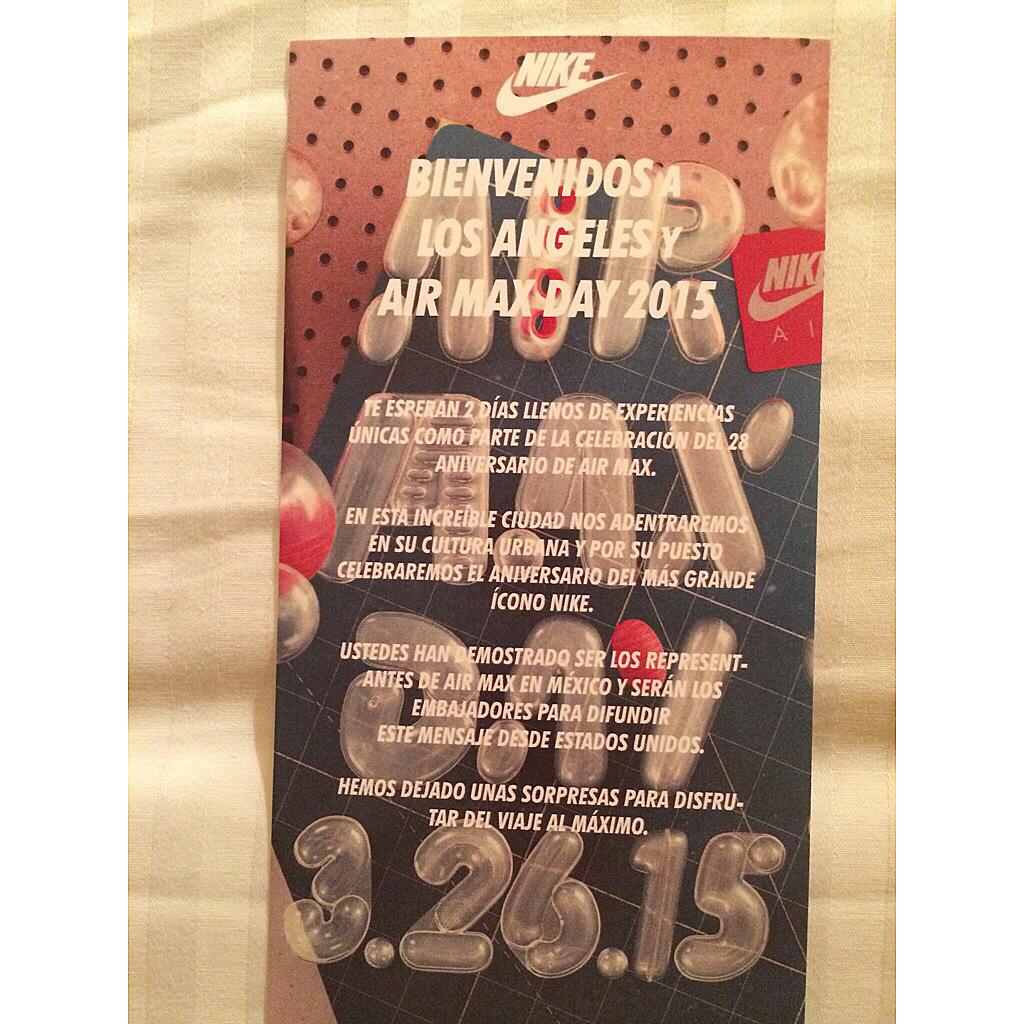 NIKE
BIENVENIDOS A
LOS ANGELES Y
AIR MAX DAY 2015
AIR
NIKE
AI
TE ESPERAN 2 DÍAS LLENOS DE EXPERIENCIAS
ÚNICAS COMO PARTE DE LA CELEBRACIÓN DEL 28
ANIVERSARIO DE AIR MAX.
MAX
EN ESTA INCREÍBLE CIUDAD NOS ADENTRAREMOS
EN SU CULTURA URBANA Y POR SU PUESTO
CELEBRAREMOS EL ANIVERSARIO DEL MÁS GRANDE
ÍCONO NIKE.
USTEDES HAN DEMOSTRADO SER LOS REPRESENT-
ANTES DE AIR MAX EN MÉXICO Y SERÁN LOS
EMBAJADORES PARA DIFUNDIR
ESTE MENSAJE DESDE ESTADOS UNIDOS.
DAY
HEMOS DEJADO UNAS SORPRESAS PARA DISFRU-
TAR DEL VIAJE AL MÁXIMO.
3.26.15